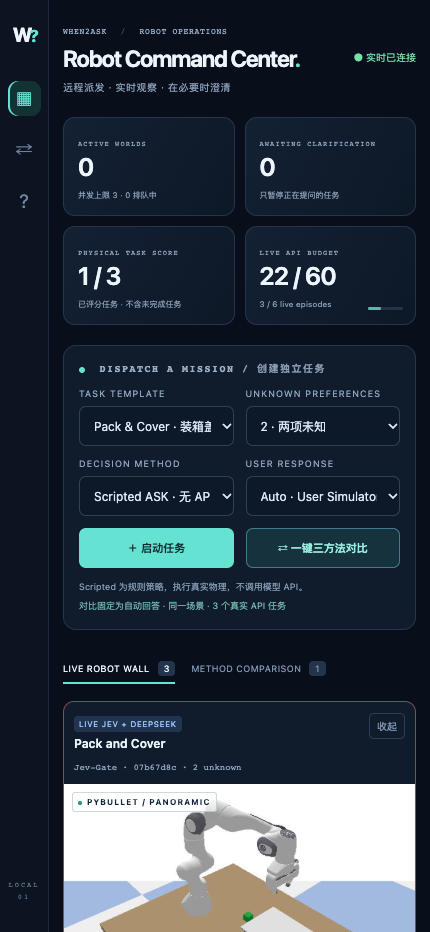 W?
WHEN2ASK / ROBOT OPERATIONS
Robot Command Center.
实时已连接
远程派发 · 实时观察 · 在必要时澄清
ACTIVE WORLDS
0
并发上限 3 · 0 排队中
AWAITING CLARIFICATION
0
只暂停正在提问的任务
PHYSICAL TASK SCORE
1 / 3
已评分任务 · 不含未完成任务
LIVE API BUDGET
22 / 60
3 / 6 live episodes
DISPATCH A MISSION / 创建独立任务
TASK TEMPLATE
Pack & Cover · 装箱
UNKNOWN PREFERENCES
2 · 两项未知
DECISION METHOD
Scripted ASK · 无 AP
USER RESPONSE
Auto · User Simulato
+ 启动任务
⇄ 一键三方法对比
Scripted 为规则策略，执行真实物理，不调用模型 API。
对比固定为自动回答 · 同一场景 · 3 个真实 API 任务
LIVE ROBOT WALL 3
METHOD COMPARISON 1
LIVE JEV + DEEPSEEK
收起
Pack and Cover
Jev-Gate · 07b67d8c · 2 unknown
PYBULLET / PANORAMIC
?
LOCAL
01